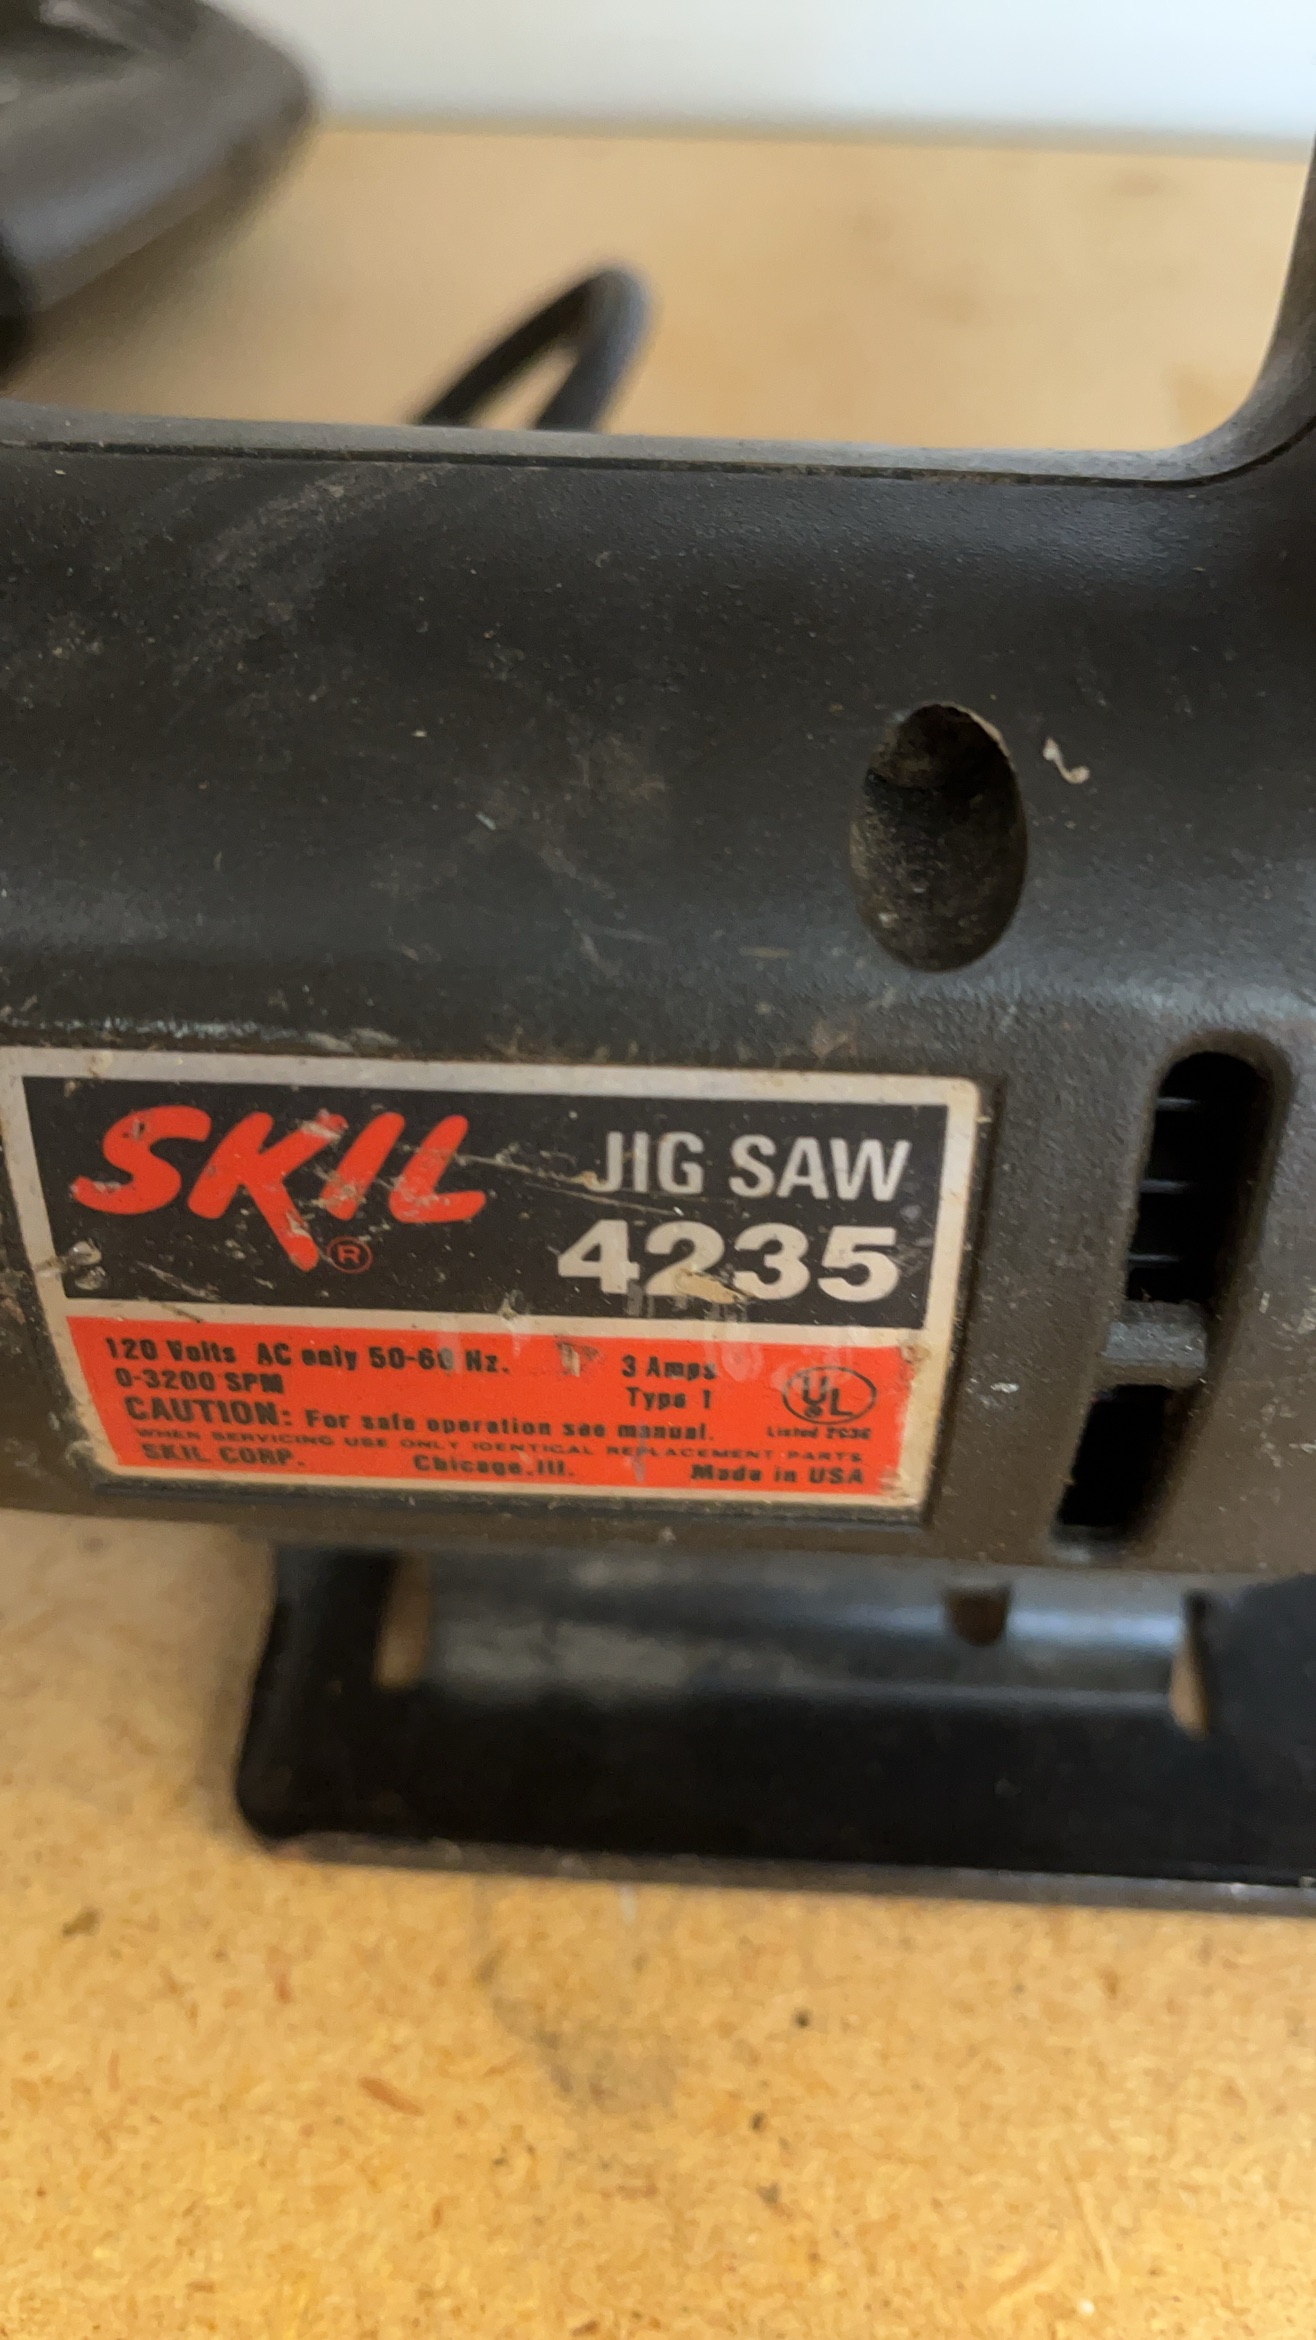 SKIL
®
JIG SAW
4235
120 Volts AC only 50-60 Hz.
3 Amps
0-3200 SPM
Type 1
UL
CAUTION: For safe operation see manual.
Listed
WHEN SERVICING USE ONLY IDENTICAL REPLACEMENT PARTS
SKIL CORP. Chicago, Ill. Made in USA